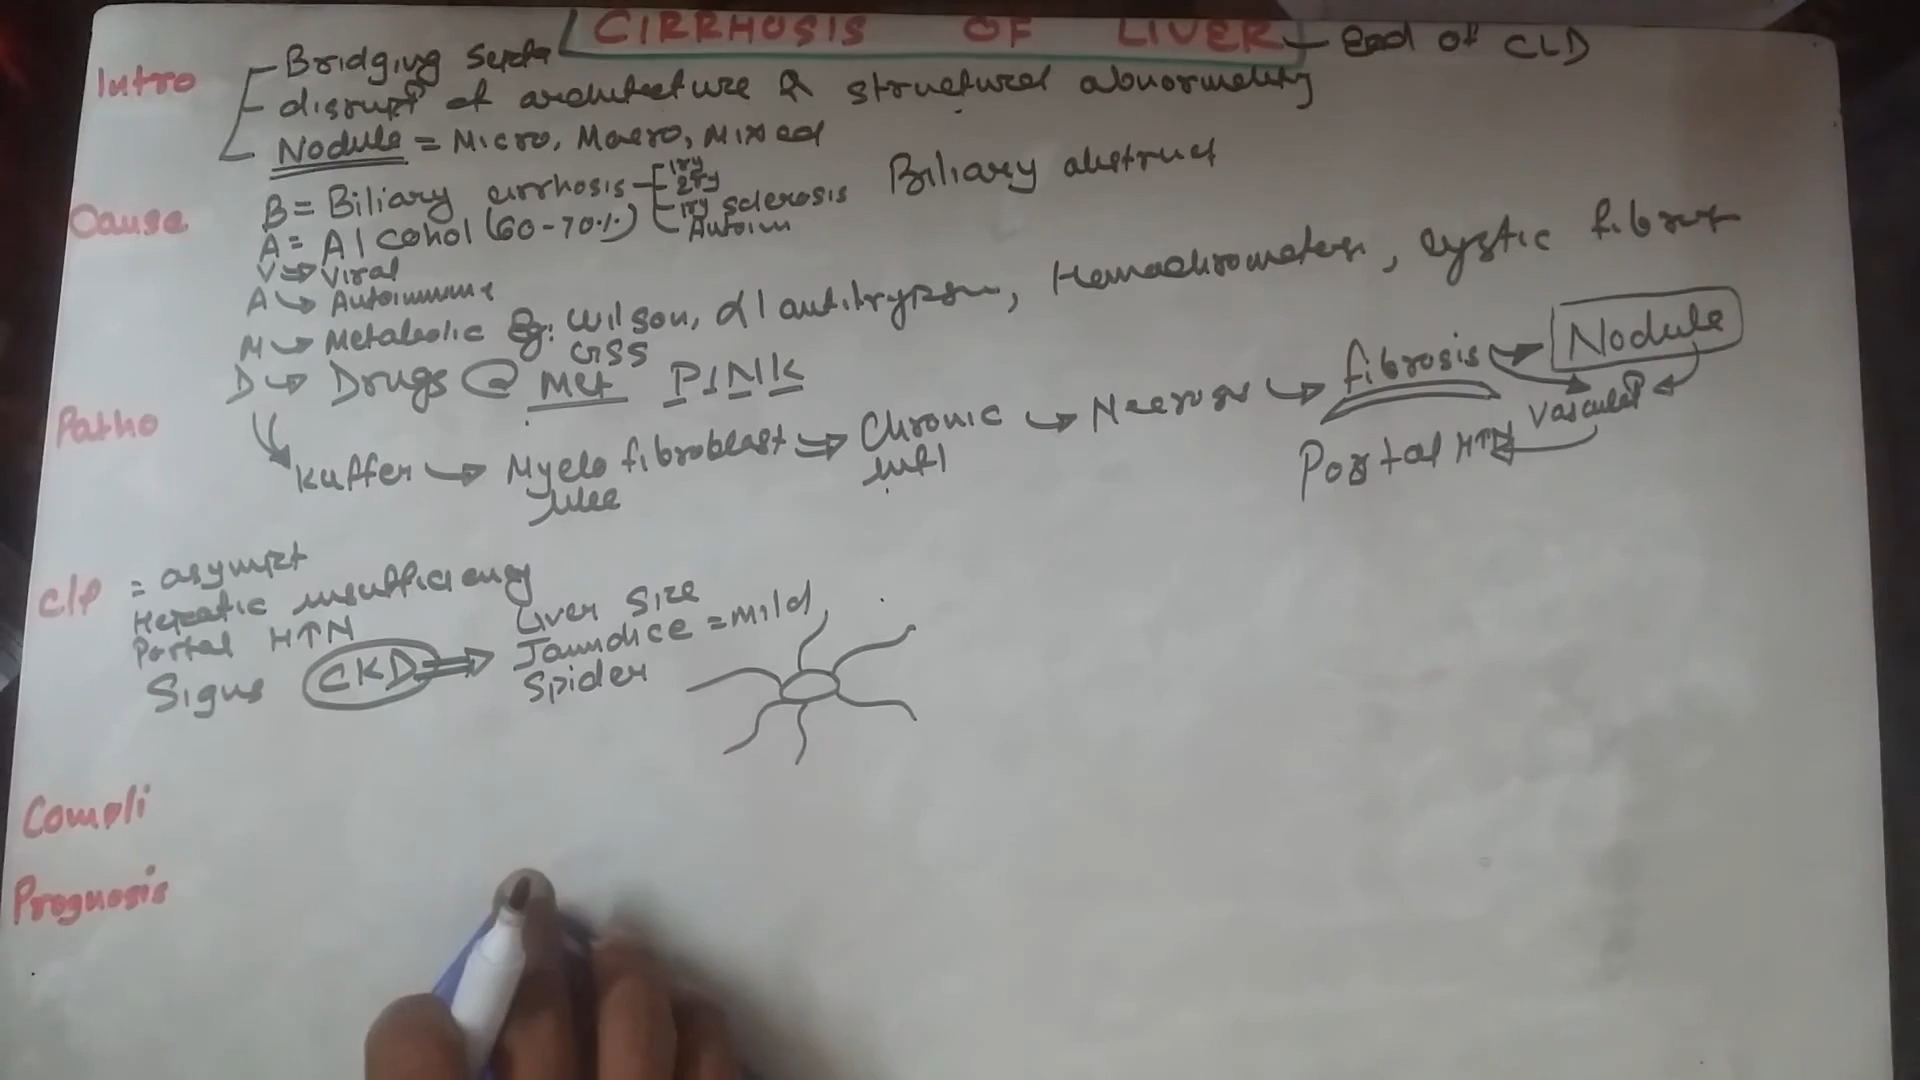 CIRRHOSIS OF LIVER - End of CLD
Intro
Bridging Septa
disrupt of architecture & structural abnormality
Nodule = Micro, Macro, Mixed
Cause
B = Biliary cirrhosis 1ry
2ry
1ry sclerosis
Autoim
Biliary obstruct
A = Alcohol (60-70%)
V => Viral
A -> Autoimmune
M -> Metabolic Eg: Wilson, α1 antitrypsin, Hemachromatosis, Cystic fibrosis
GSS
D -> Drugs @ Met PINK
Patho
Kuffer -> Myelo fibroblast => Chronic -> Necrosis -> fibrosis -> Nodule
like
infl
Vascular
Portal HTN
C/P = asympt
Hepatic insufficiency
Portal HTN
Signs CKD => Liver Size
Jaundice = mild
Spider
Compli
Prognosis